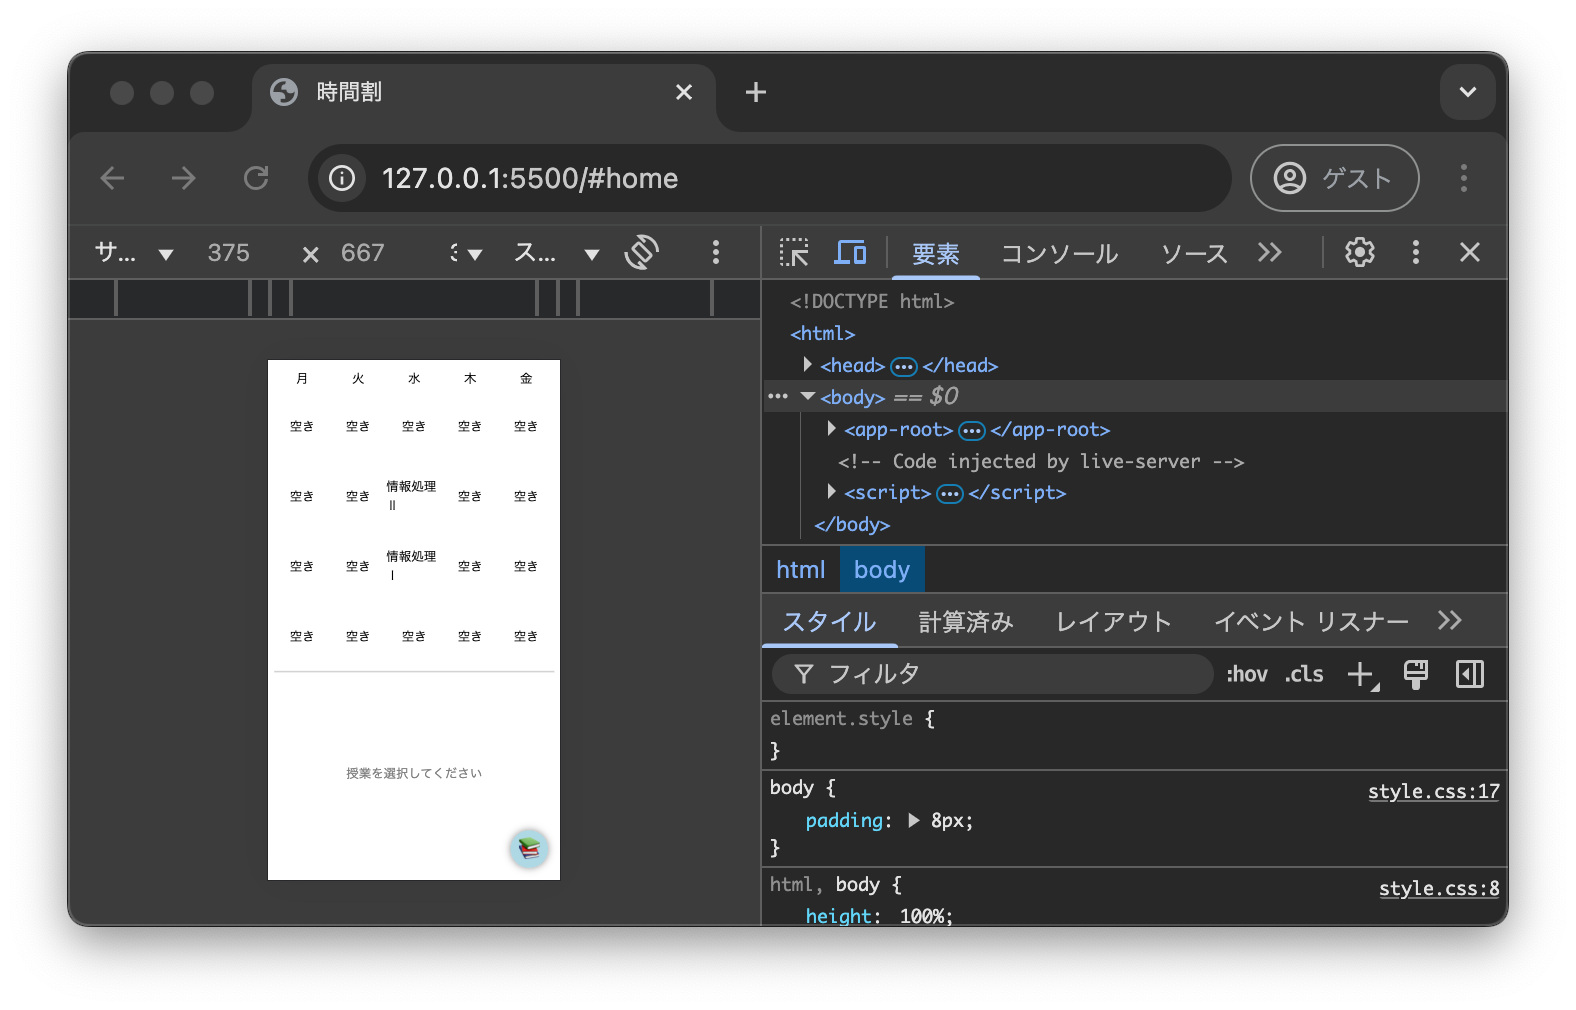 時間割
127.0.0.1:5500/#home
ゲスト
サ... 375 × 667 ス...
要素 コンソール ソース
月 火 水 木 金
空き 空き 空き 空き 空き
空き 空き 情報処理 空き 空き
II
空き 空き 情報処理 空き 空き
I
空き 空き 空き 空き 空き
授業を選択してください
<!DOCTYPE html>
<html>
<head> ••• </head>
••• <body> == $0
<app-root> ••• </app-root>
<!-- Code injected by live-server -->
<script> ••• </script>
</body>
html body
スタイル 計算済み レイアウト イベント リスナー
フィルタ :hov .cls
element.style {
}
body { style.css:17
padding: 8px;
}
html, body { style.css:8
height: 100%;